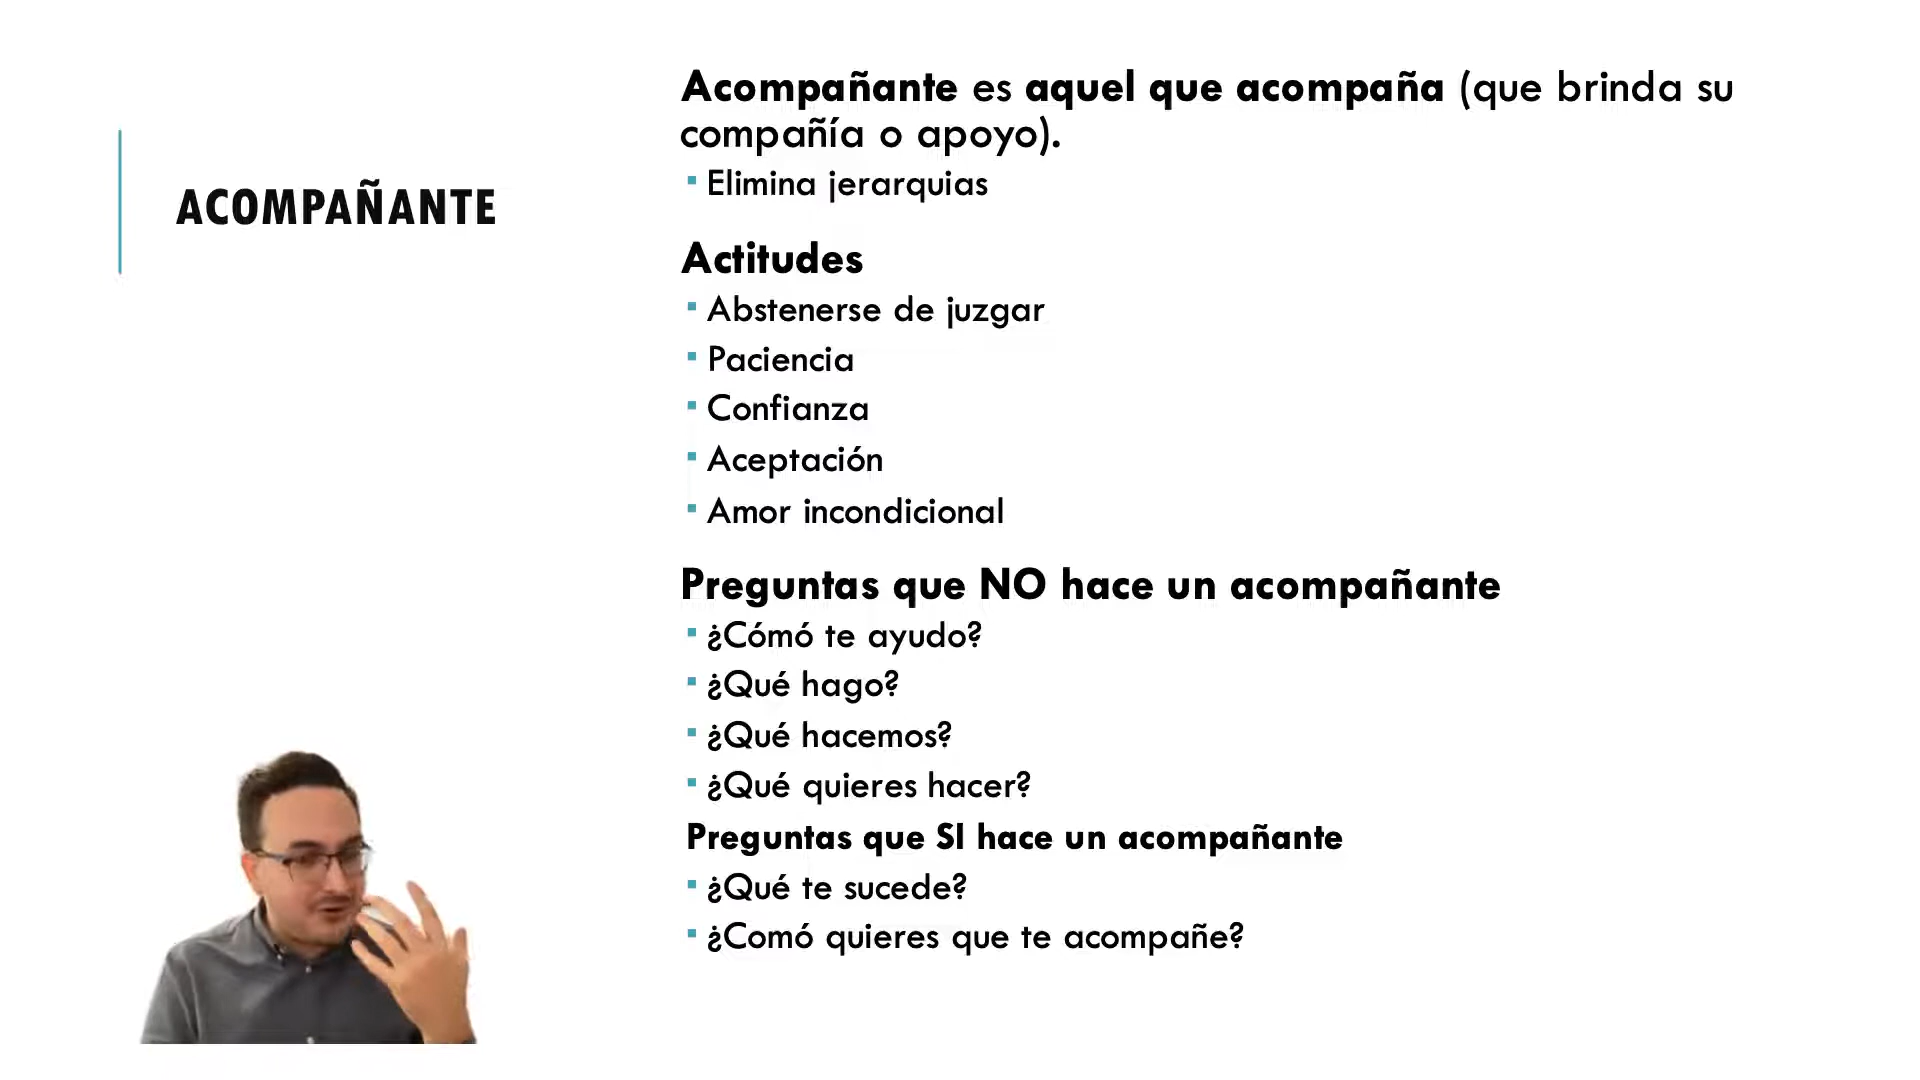 ACOMPAÑANTE
Acompañante es aquel que acompaña (que brinda su
compañía o apoyo).
Elimina jerarquias
Actitudes
Abstenerse de juzgar
Paciencia
Confianza
Aceptación
Amor incondicional
Preguntas que NO hace un acompañante
¿Cómó te ayudo?
¿Qué hago?
¿Qué hacemos?
¿Qué quieres hacer?
Preguntas que SI hace un acompañante
¿Qué te sucede?
¿Comó quieres que te acompañe?